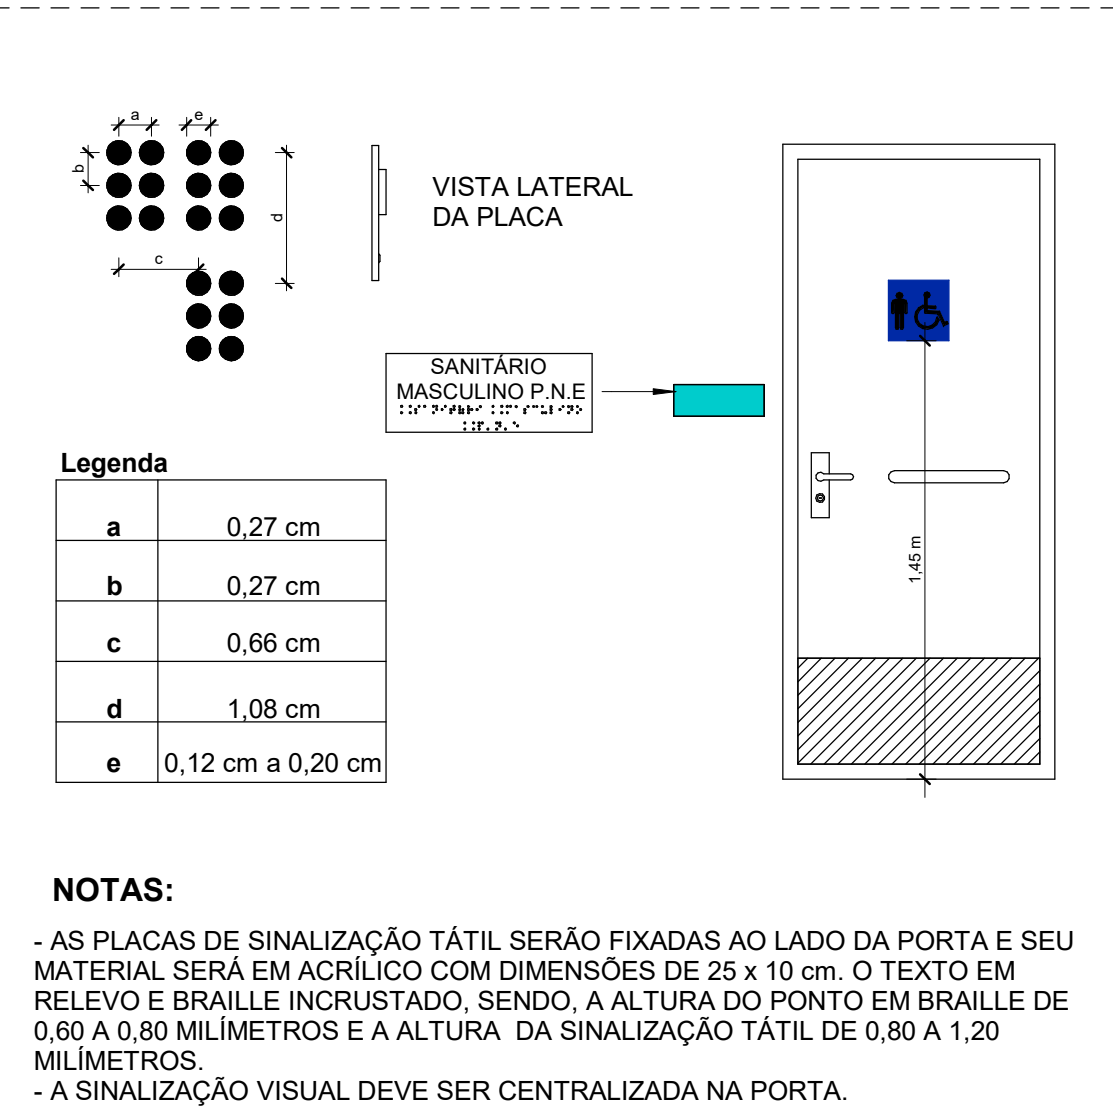 a
e
b
d
c
VISTA LATERAL
DA PLACA
SANITÁRIO
MASCULINO P.N.E
Legenda
a 0,27 cm
b 0,27 cm
c 0,66 cm
d 1,08 cm
e 0,12 cm a 0,20 cm
1,45 m
NOTAS:
- AS PLACAS DE SINALIZAÇÃO TÁTIL SERÃO FIXADAS AO LADO DA PORTA E SEU
MATERIAL SERÁ EM ACRÍLICO COM DIMENSÕES DE 25 x 10 cm. O TEXTO EM
RELEVO E BRAILLE INCRUSTADO, SENDO, A ALTURA DO PONTO EM BRAILLE DE
0,60 A 0,80 MILÍMETROS E A ALTURA DA SINALIZAÇÃO TÁTIL DE 0,80 A 1,20
MILÍMETROS.
- A SINALIZAÇÃO VISUAL DEVE SER CENTRALIZADA NA PORTA.